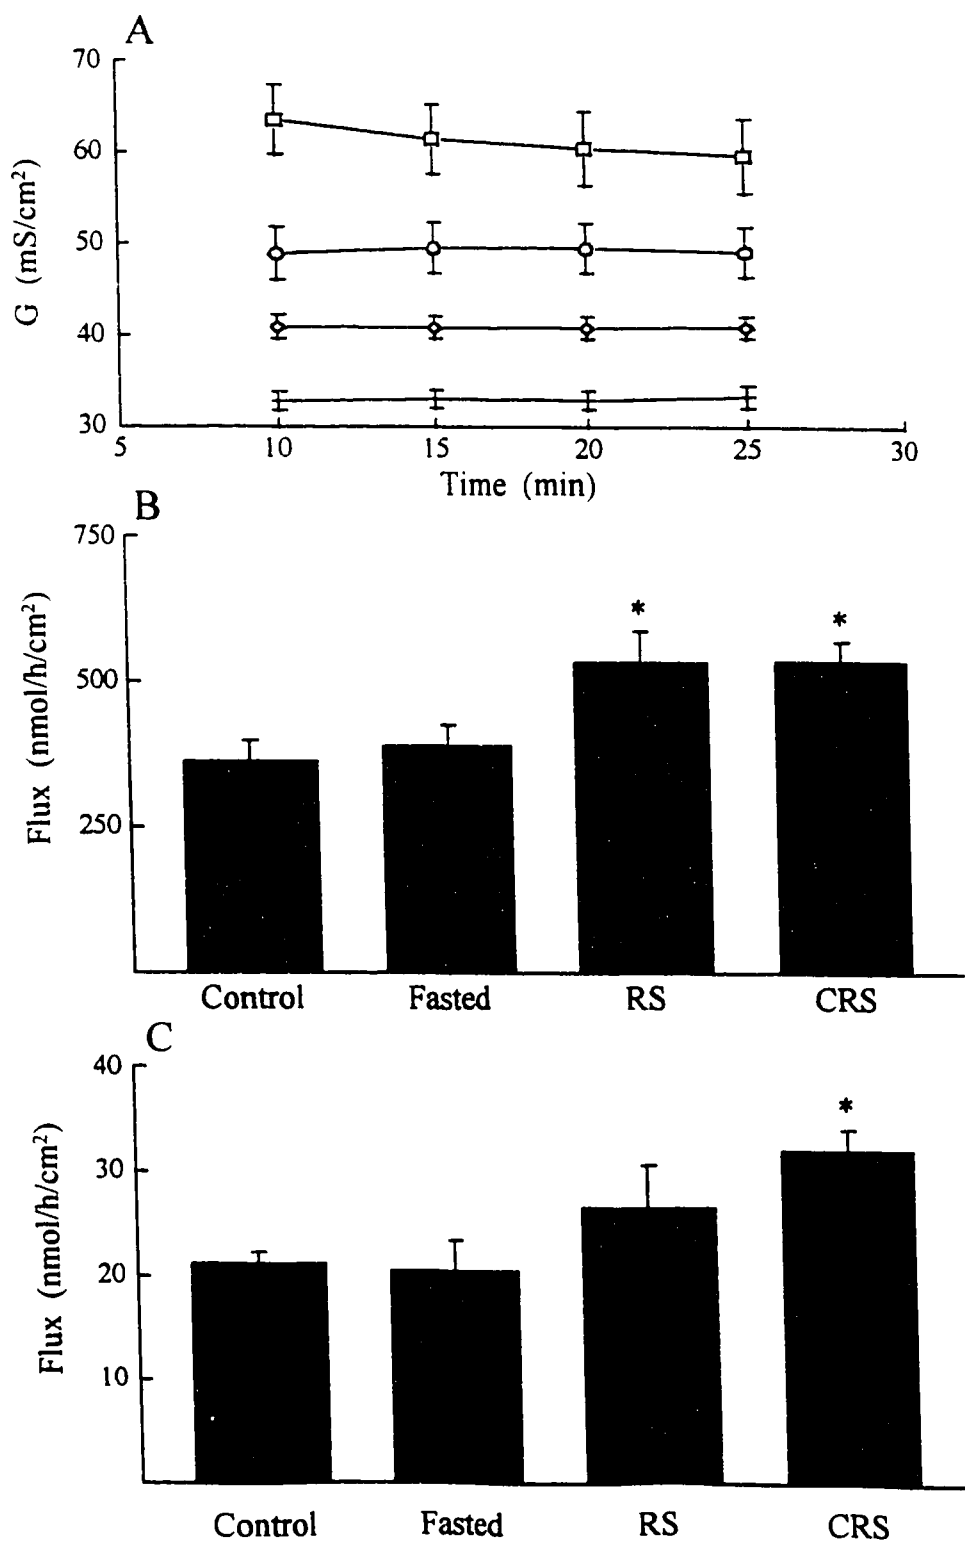 A
70
60
50
40
30
G (mS/cm²)
5 10 15 20 25 30
Time (min)
B
750
500
250
Flux (nmol/h/cm²)
* *
Control Fasted RS CRS
C
40
30
20
10
Flux (nmol/h/cm²)
*
Control Fasted RS CRS